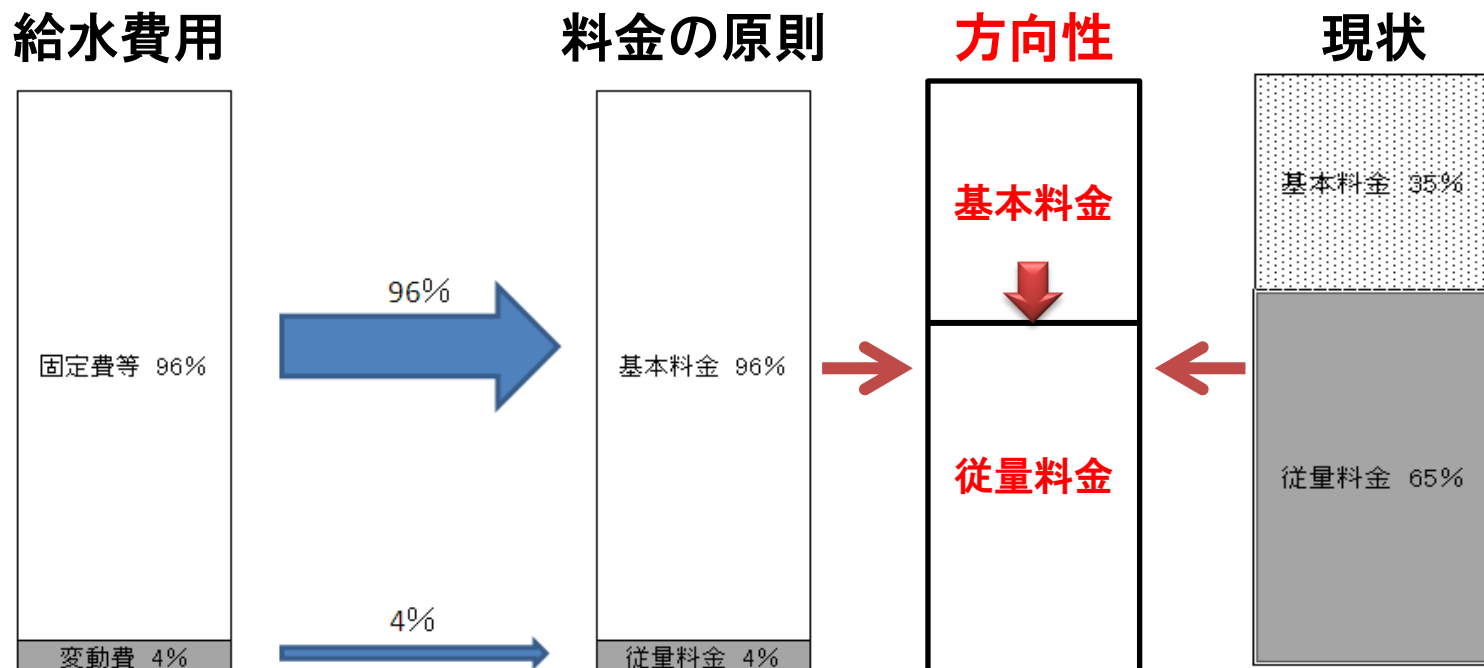 給水費用
料金の原則
方向性
現状
固定費等 96%
変動費 4%
96%
4%
基本料金 96%
従量料金 4%
基本料金
従量料金
基本料金 35%
従量料金 65%